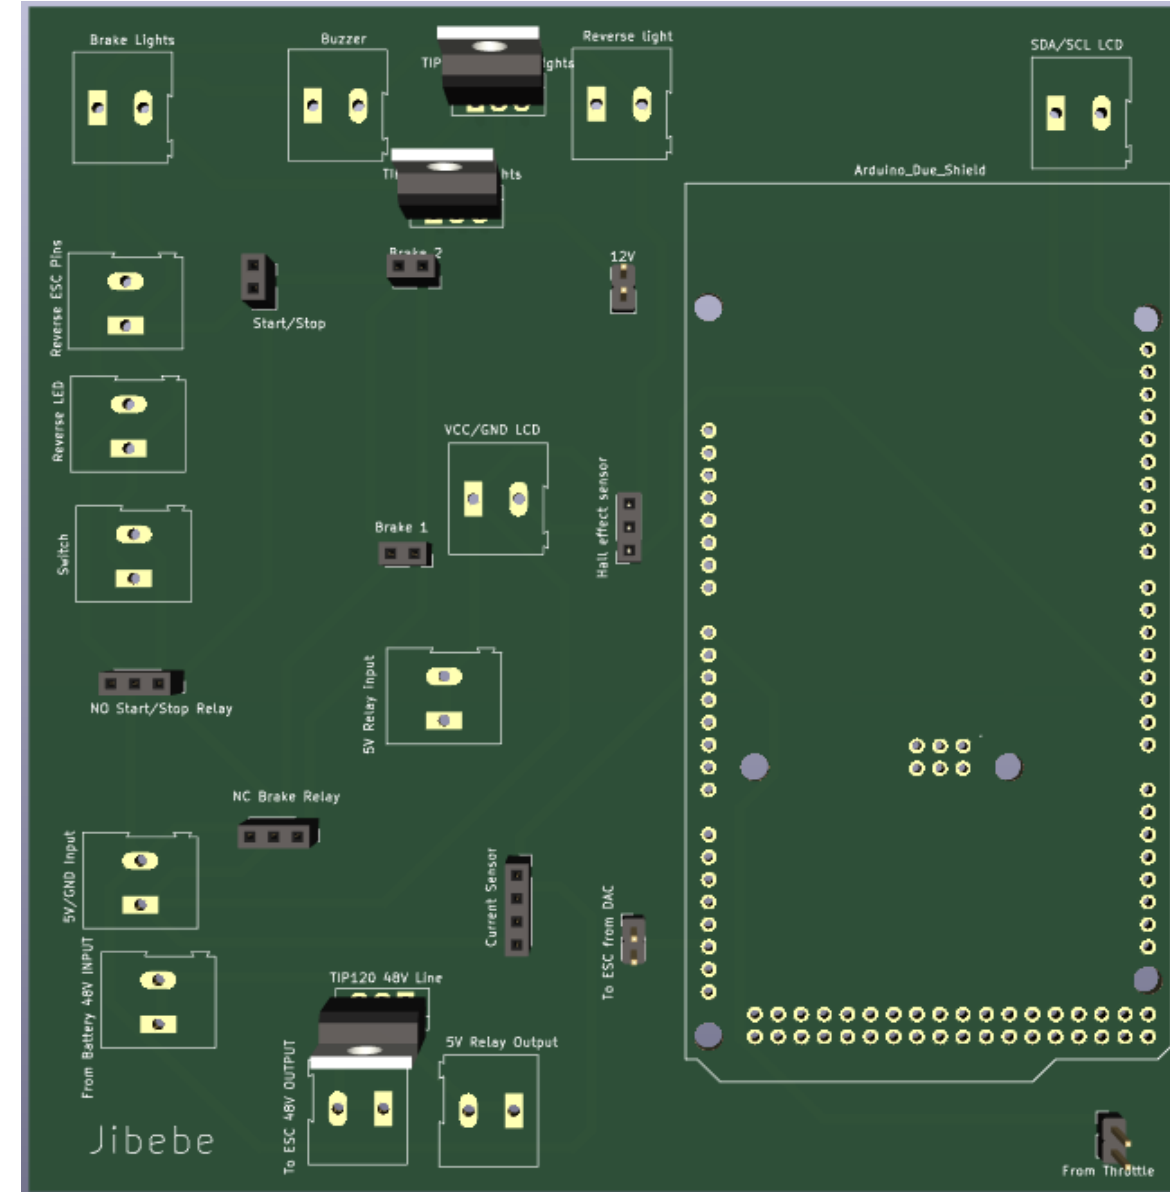 Brake Lights
Buzzer
TIP
ghts
Reverse light
SDA/SCL LCD
hts
Arduino_Due_Shield
Reverse ESC Pins
Brake 2
12V
Start/Stop
Reverse LED
VCC/GND LCD
Hall effect sensor
Switch
Brake 1
5V Relay Input
NO Start/Stop Relay
NC Brake Relay
5V/GND Input
Current Sensor
To ESC from DAC
From Battery 48V INPUT
TIP120 48V Line
To ESC 48V OUTPUT
5V Relay Output
Jibebe
From Throttle